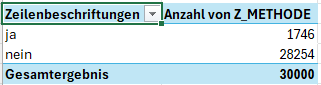 Zeilenbeschriftungen Anzahl von Z_METHODE
ja 1746
nein 28254
Gesamtergebnis 30000